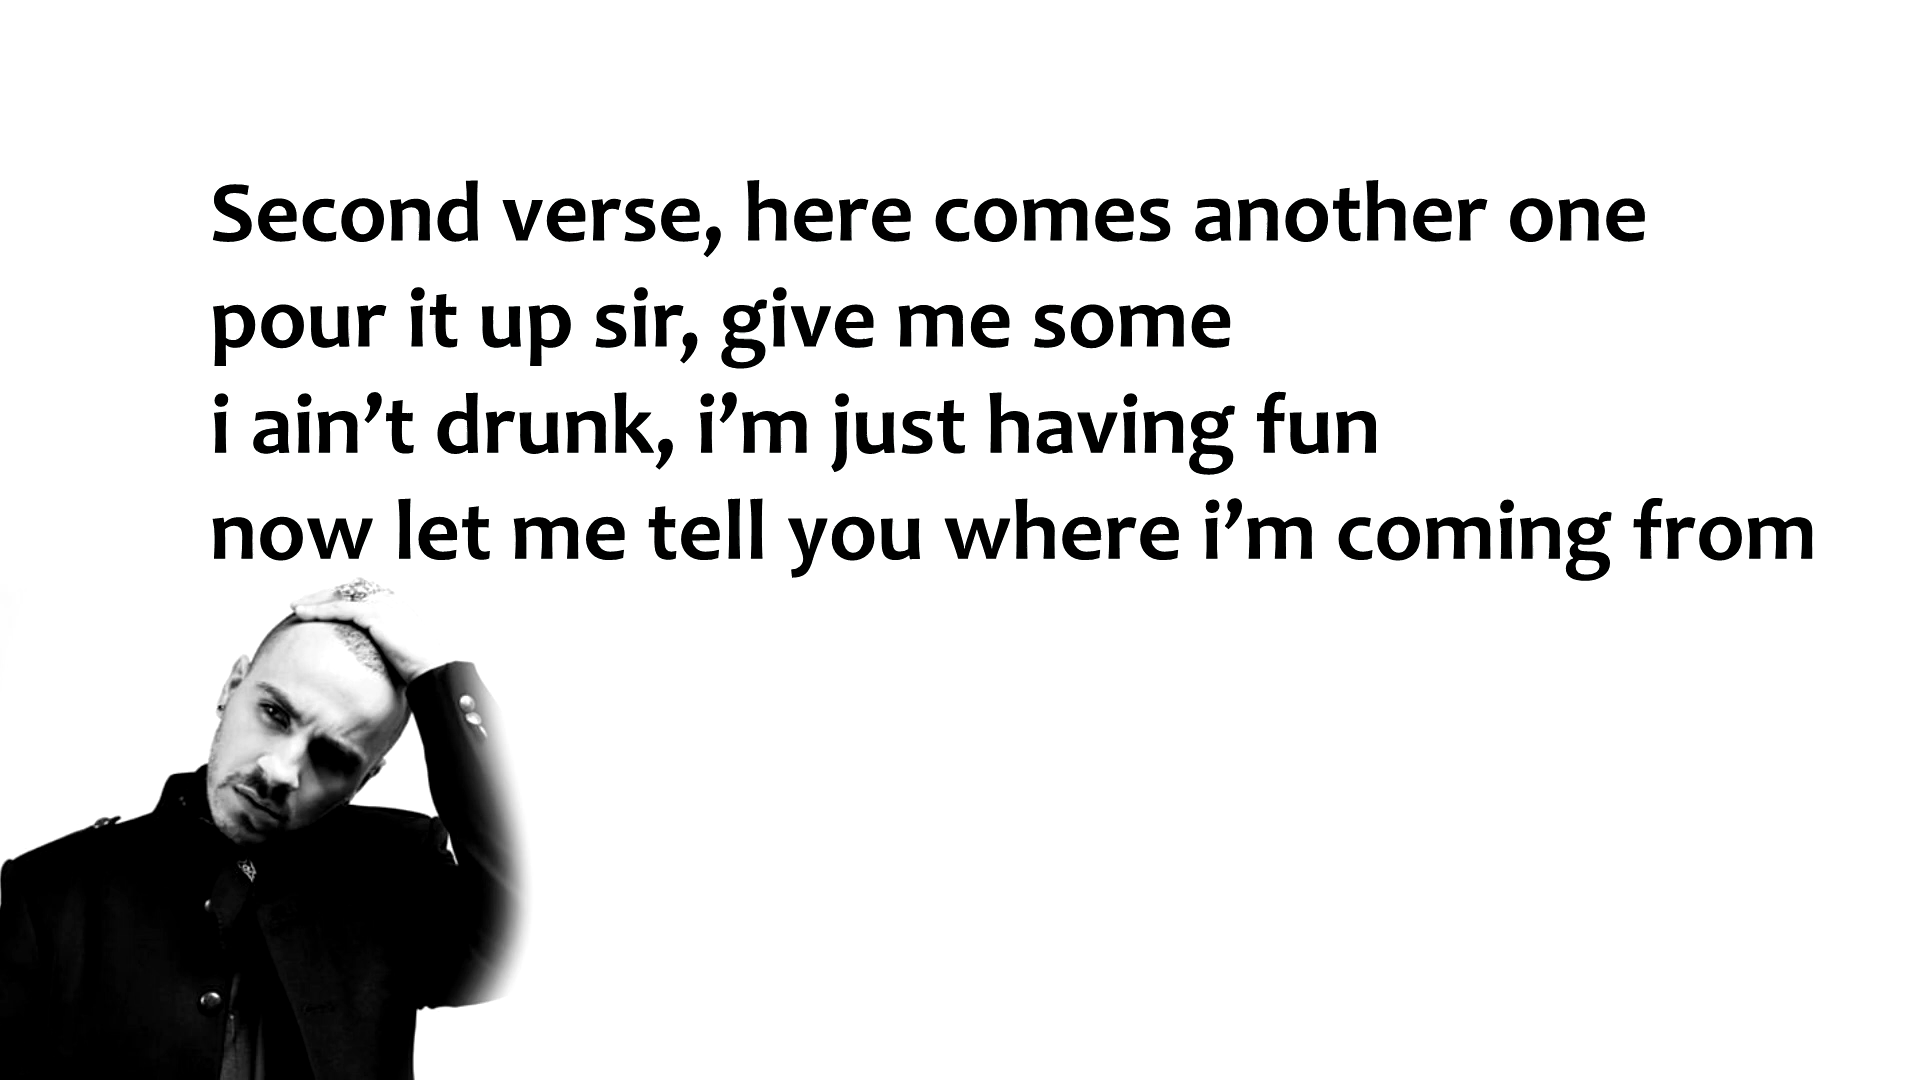 Second verse, here comes another one
pour it up sir, give me some
i ain’t drunk, i’m just having fun
now let me tell you where i’m coming from